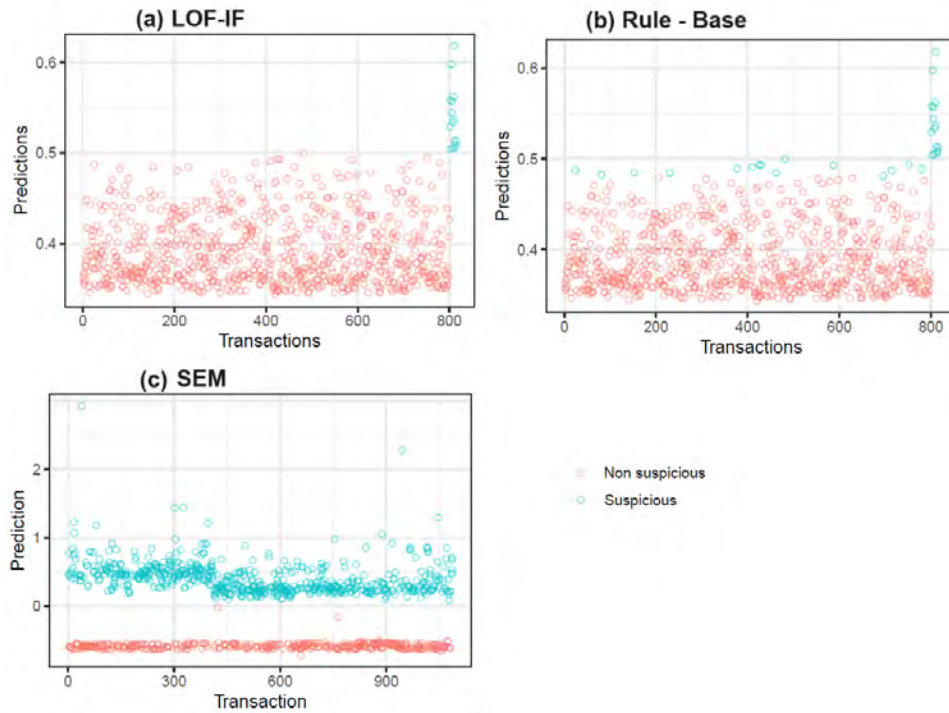 (a) LOF-IF
(b) Rule - Base
0.6
0.5
0.4
Predictions
0
200
400
600
800
Transactions
0.6
0.5
0.4
Predictions
0
200
400
600
800
Transactions
(c) SEM
2
1
0
Prediction
0
300
600
900
Transaction
Non suspicious
Suspicious